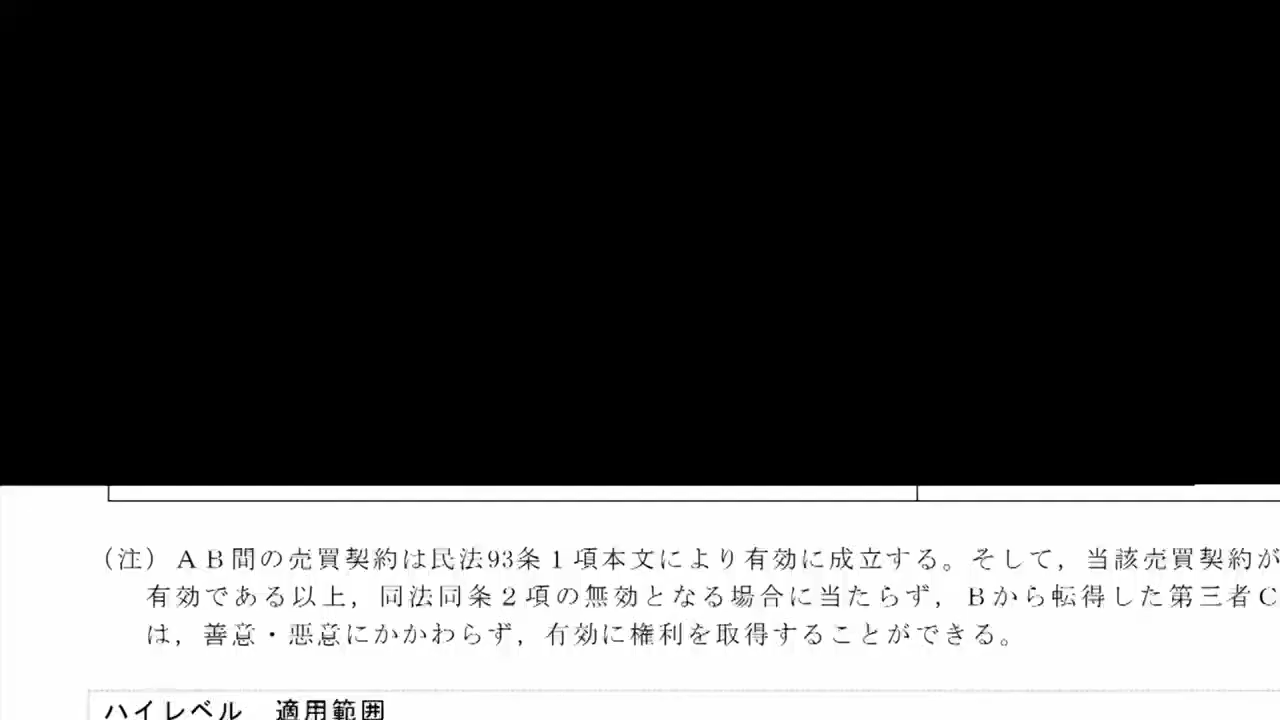 （注）ＡＢ間の売買契約は民法93条１項本文により有効に成立する。そして，当該売買契約が
有効である以上，同法同条２項の無効となる場合に当たらず，Ｂから転得した第三者Ｃ
は，善意・悪意にかかわらず，有効に権利を取得することができる。
ハイレベル　適用範囲